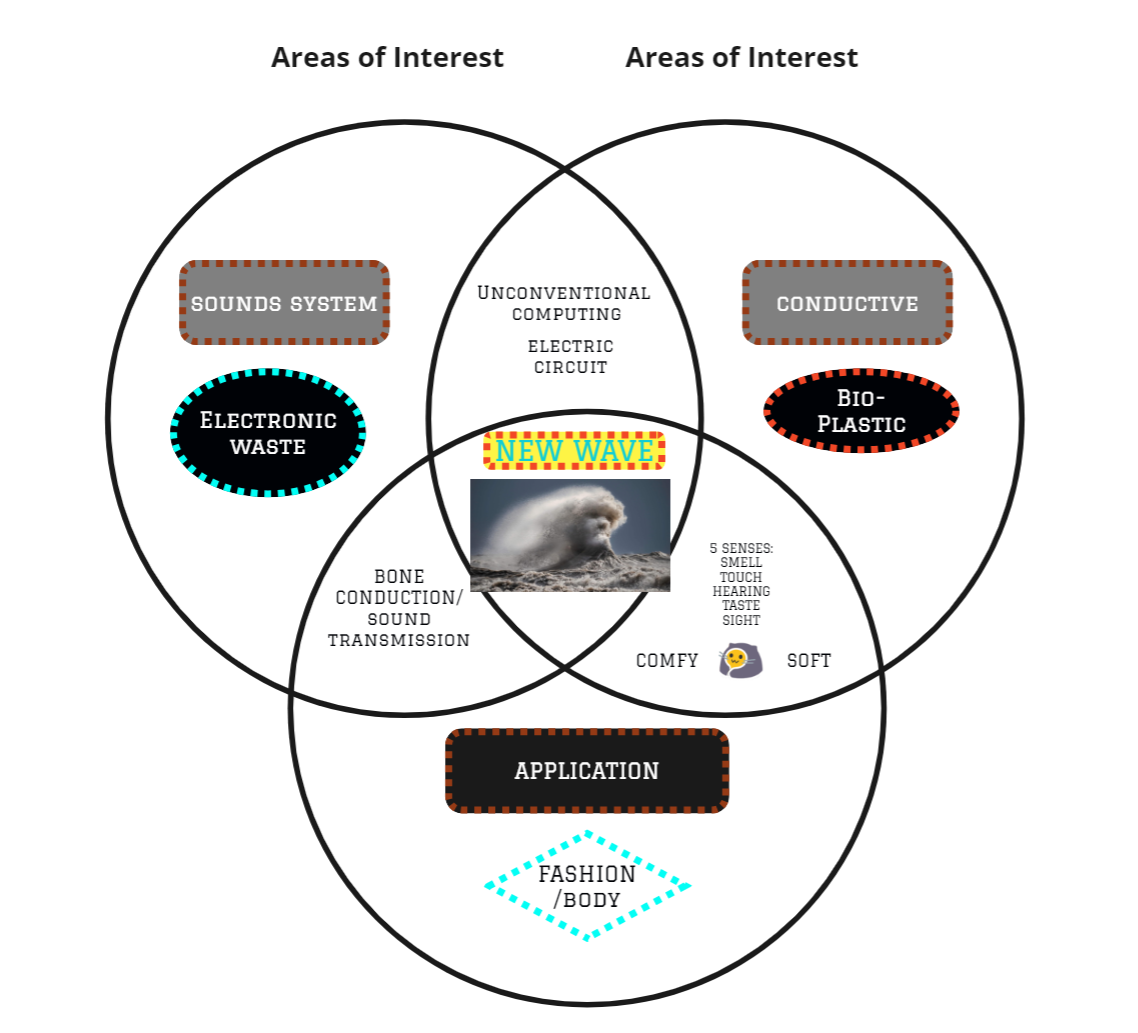 Areas of Interest
Areas of Interest
SOUNDS SYSTEM
Electronic
waste
Unconventional
computing
electric
circuit
CONDUCTIVE
Bio-
Plastic
NEW WAVE
BONE
CONDUCTION/
SOUND
TRANSMISSION
5 SENSES:
SMELL
TOUCH
HEARING
TASTE
SIGHT
COMFY
SOFT
APPLICATION
FASHION
/BODY